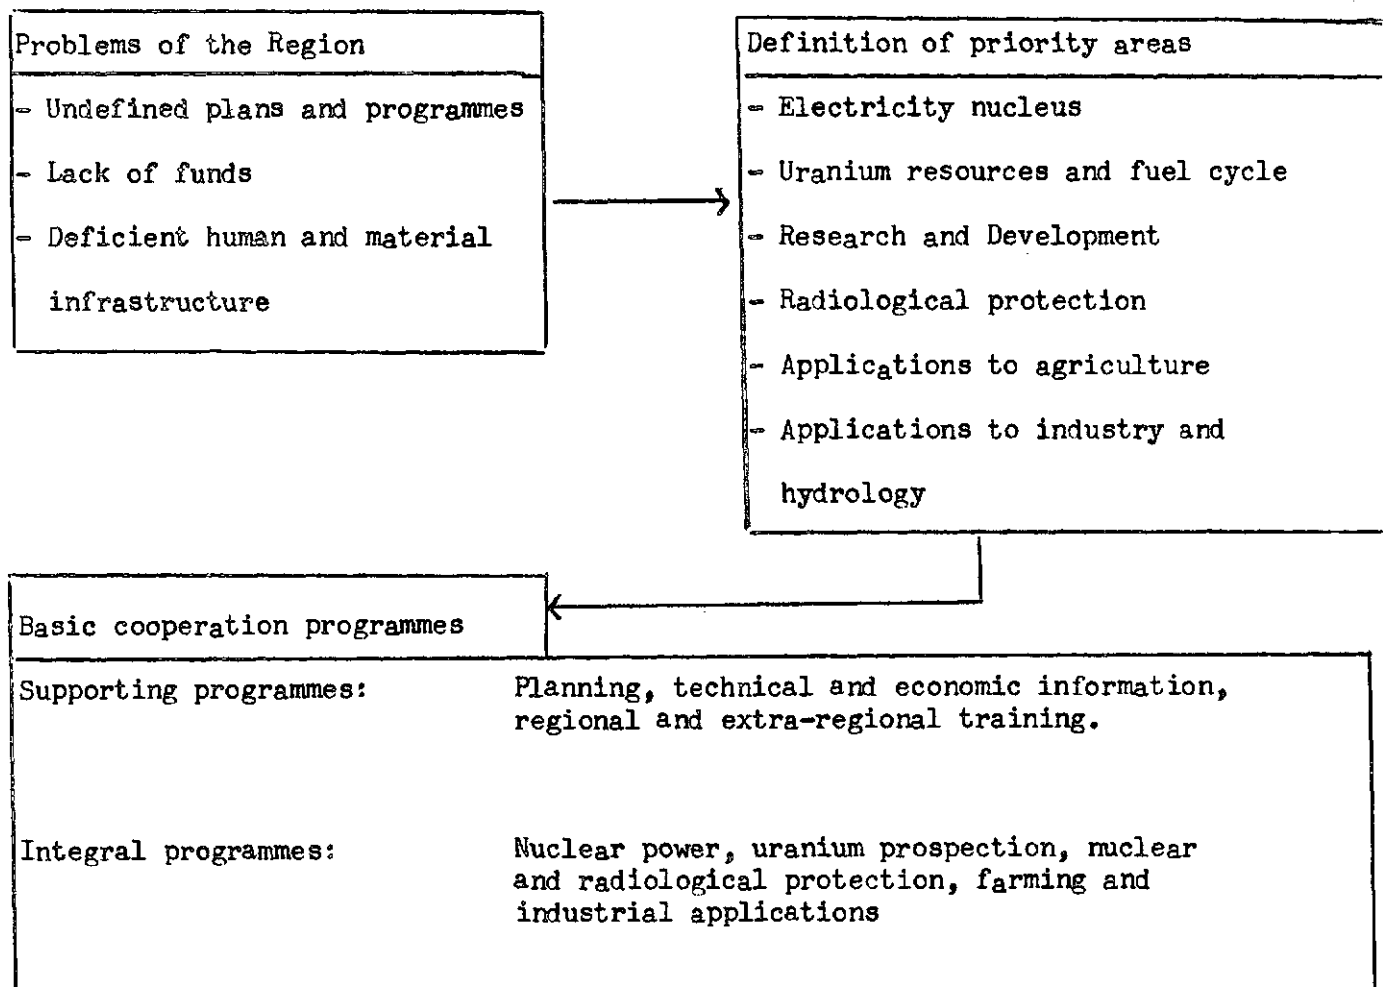 Problems of the Region
- Undefined plans and programmes
- Lack of funds
- Deficient human and material
infrastructure
Definition of priority areas
- Electricity nucleus
- Uranium resources and fuel cycle
- Research and Development
- Radiological protection
- Applications to agriculture
- Applications to industry and
hydrology
Basic cooperation programmes
Supporting programmes:
Planning, technical and economic information,
regional and extra-regional training.
Integral programmes:
Nuclear power, uranium prospection, nuclear
and radiological protection, farming and
industrial applications